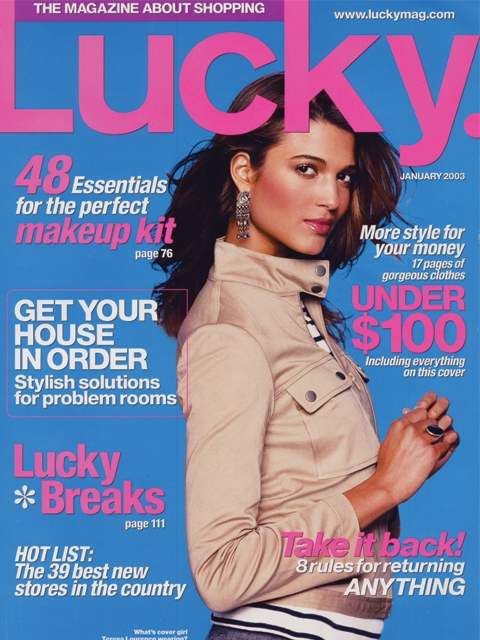 THE MAGAZINE ABOUT SHOPPING
www.luckymag.com
Lucky.
JANUARY 2003
48 Essentials
for the perfect
makeup kit
page 76
More style for
your money
17 pages of
gorgeous clothes
UNDER
$100
Including everything
on this cover
GET YOUR
HOUSE
IN ORDER
Stylish solutions
for problem rooms
Lucky
*Breaks
page 111
Take it back!
8 rules for returning
ANYTHING
HOT LIST:
The 39 best new
stores in the country
What's cover girl
Teresa Lourenco wearing?